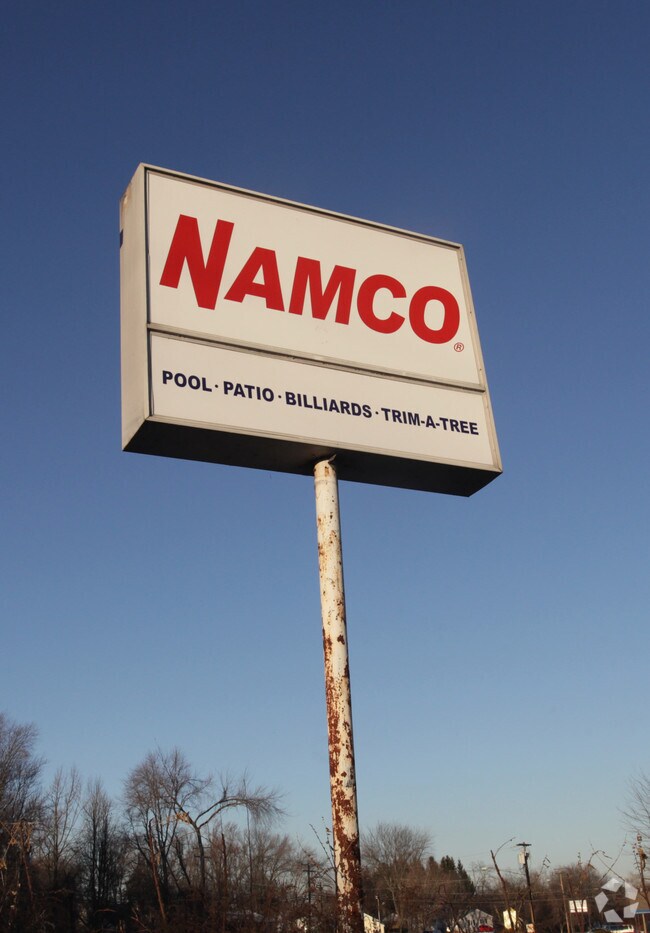 NAMCO®
POOL · PATIO · BILLIARDS · TRIM-A-TREE